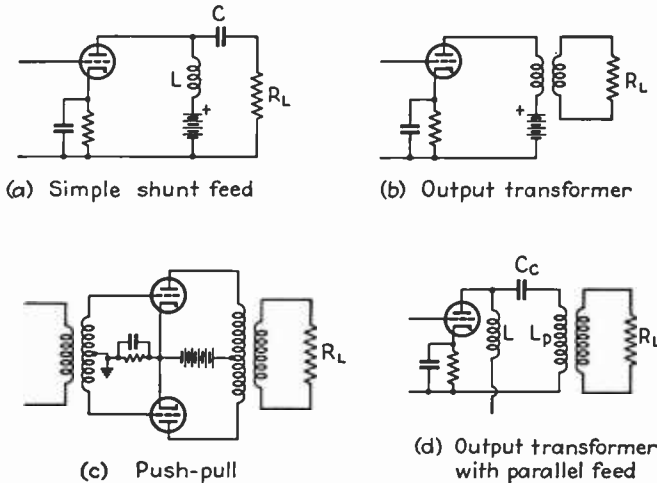 C
L
+
R_L
(a) Simple shunt feed
+
R_L
(b) Output transformer
R_L
(c) Push-pull
C_C
L
L_P
R_L
(d) Output transformer
with parallel feed